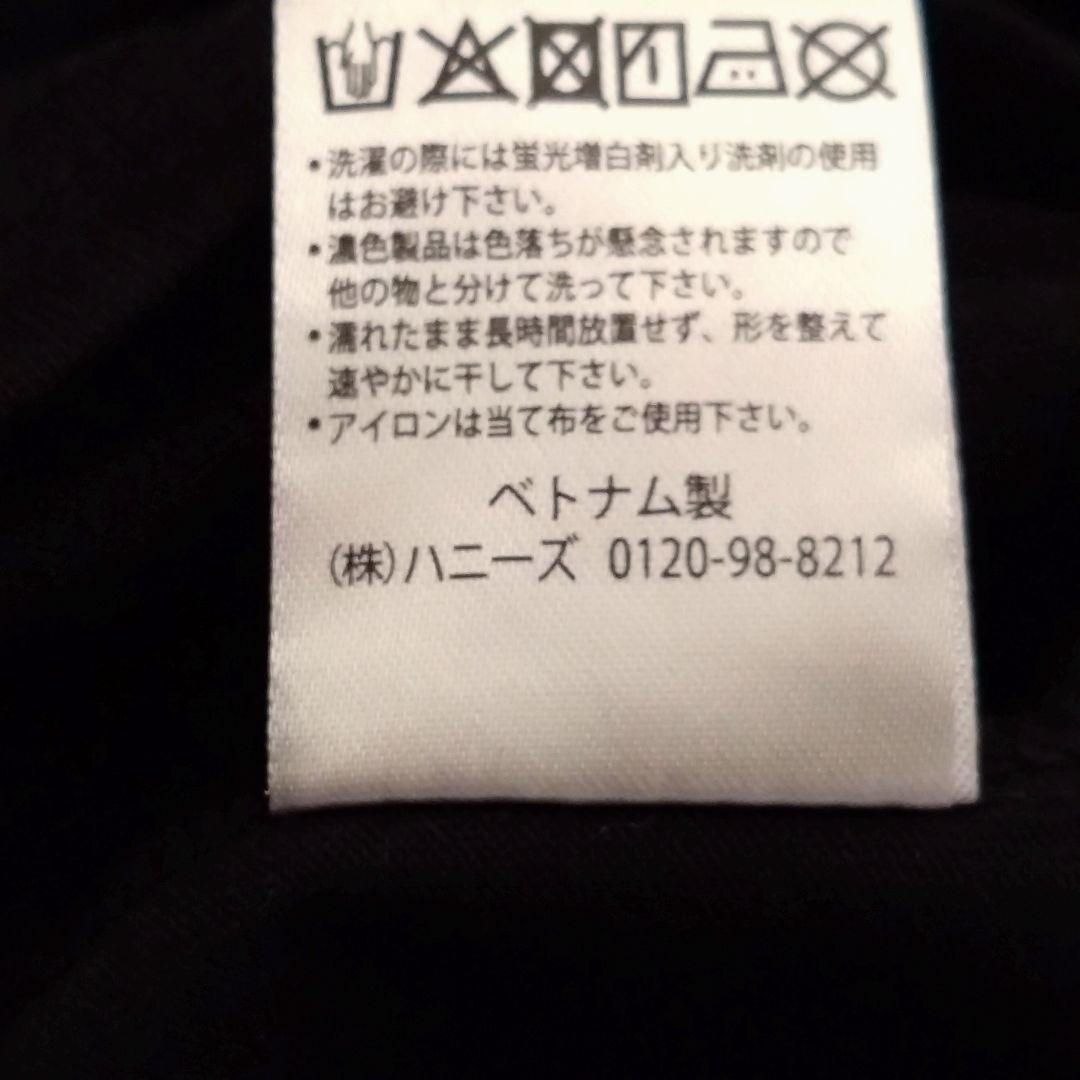 •洗濯の際には蛍光増白剤入り洗剤の使用
はお避け下さい。
•濃色製品は色落ちが懸念されますので
他の物と分けて洗って下さい。
•濡れたまま長時間放置せず、形を整えて
速やかに干して下さい。
•アイロンは当て布をご使用下さい。
ベトナム製
(株)ハニーズ 0120-98-8212